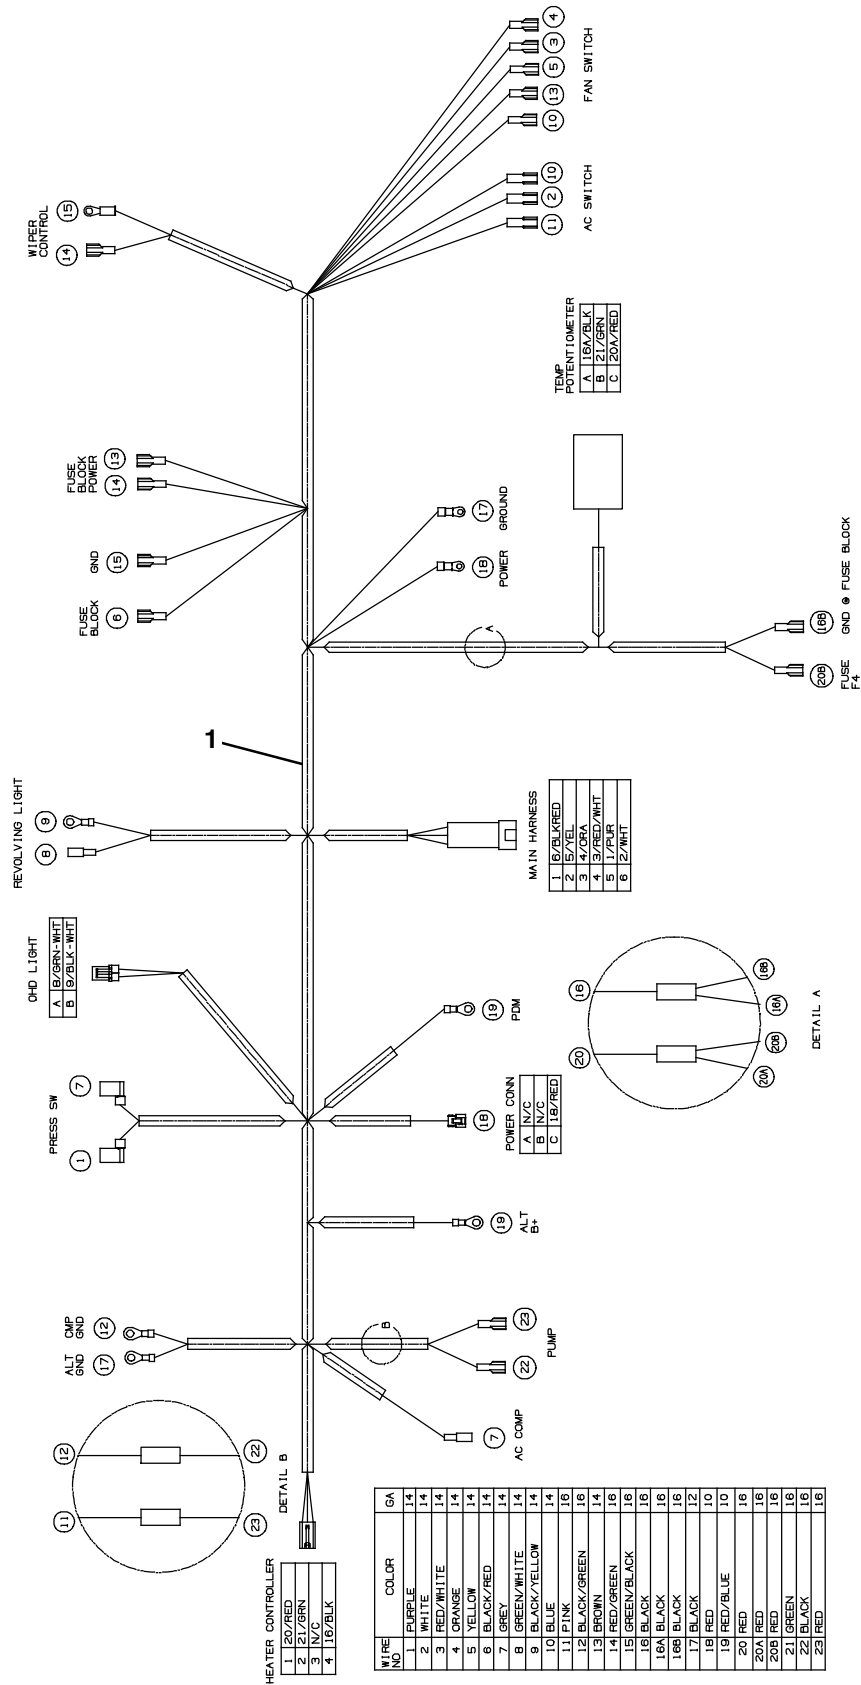 WIPER
CONTROL
15
14
FUSE
BLOCK
POWER
13
14
GND
15
FUSE
BLOCK
6
REVOLVING LIGHT
9
8
OHD LIGHT
A 8/GRN-WHT
B 9/BLK-WHT
PRESS SW
7
1
CMP
GND
12
ALT
GND
17
4
3
5
13
10
FAN SWITCH
10
2
11
AC SWITCH
TEMP
POTENTIOMETER
A 16A/BLK
B 21/GRN
C 20A/RED
17
GROUND
18
POWER
A
16B
GND @ FUSE BLOCK
20B
FUSE
F4
1
MAIN HARNESS
1 6/BLKRED
2 5/YEL
3 4/ORA
4 3/RED/WHT
5 1/PUR
6 2/WHT
19
PDM
18
POWER CONN
A N/C
B N/C
C 18/RED
19
ALT
B+
B
23
22
PUMP
7
AC COMP
16
16B
16A
20
20B
20A
DETAIL A
12
22
11
23
DETAIL B
HEATER CONTROLLER
1 20/RED
2 21/GRN
3 N/C
4 16/BLK
WIRE NO COLOR GA
1 PURPLE 14
2 WHITE 14
3 RED/WHITE 14
4 ORANGE 14
5 YELLOW 14
6 BLACK/RED 14
7 GREY 14
8 GREEN/WHITE 14
9 BLACK/YELLOW 14
10 BLUE 14
11 PINK 16
12 BLACK/GREEN 16
13 BROWN 14
14 RED/GREEN 16
15 GREEN/BLACK 16
16 BLACK 16
16A BLACK 16
16B BLACK 16
17 BLACK 12
18 RED 10
19 RED/BLUE 10
20 RED 16
20A RED 16
20B RED 16
21 GREEN 16
22 BLACK 16
23 RED 16